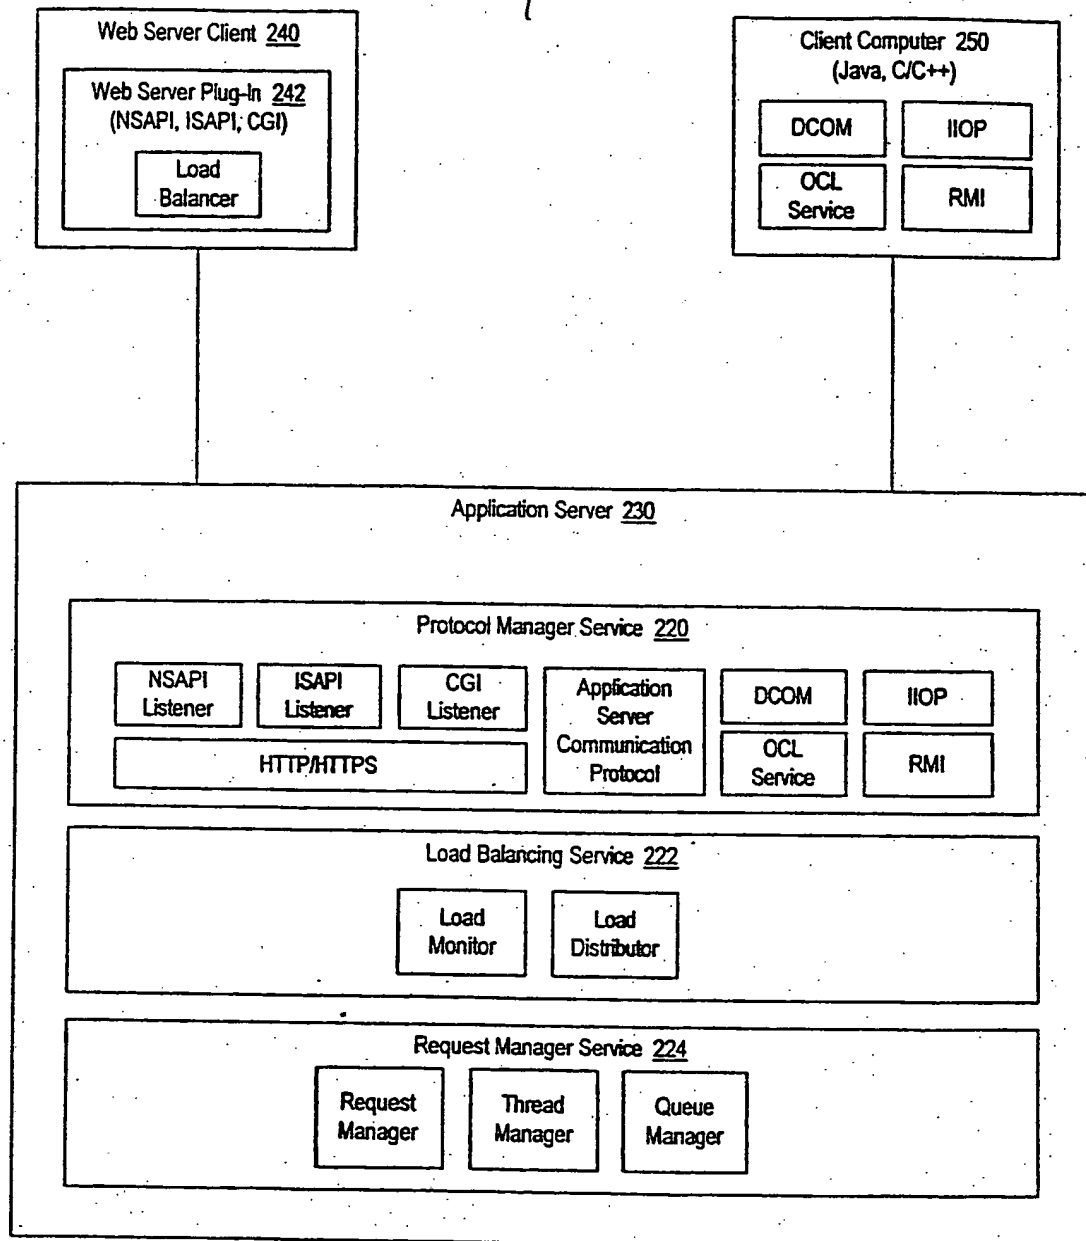 Web Server Client 240
Web Server Plug-In 242
(NSAPI, ISAPI, CGI)
Load
Balancer
Client Computer 250
(Java, C/C++)
DCOM
IIOP
OCL
Service
RMI
Application Server 230
Protocol Manager Service 220
NSAPI
Listener
ISAPI
Listener
CGI
Listener
HTTP/HTTPS
Application
Server
Communication
Protocol
DCOM
IIOP
OCL
Service
RMI
Load Balancing Service 222
Load
Monitor
Load
Distributor
Request Manager Service 224
Request
Manager
Thread
Manager
Queue
Manager